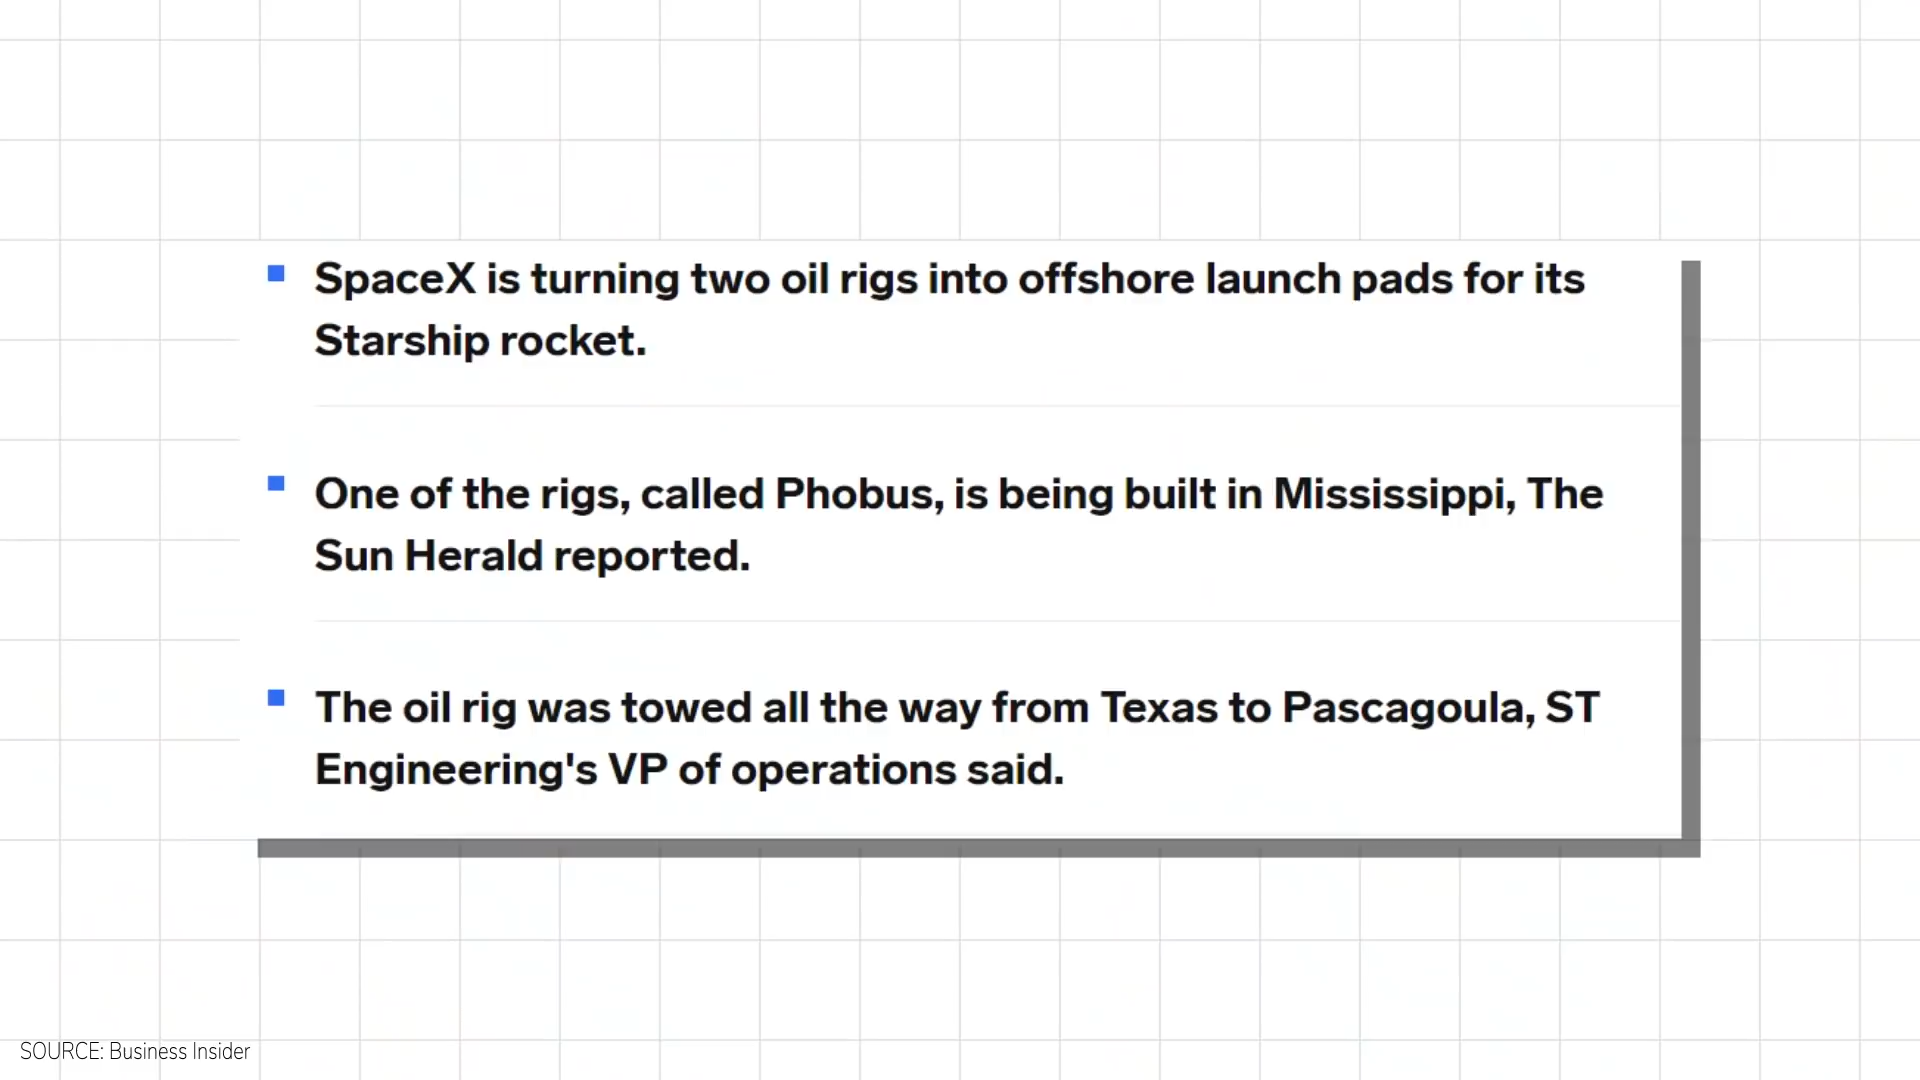 SpaceX is turning two oil rigs into offshore launch pads for its
Starship rocket.
One of the rigs, called Phobus, is being built in Mississippi, The
Sun Herald reported.
The oil rig was towed all the way from Texas to Pascagoula, ST
Engineering's VP of operations said.
SOURCE: Business Insider